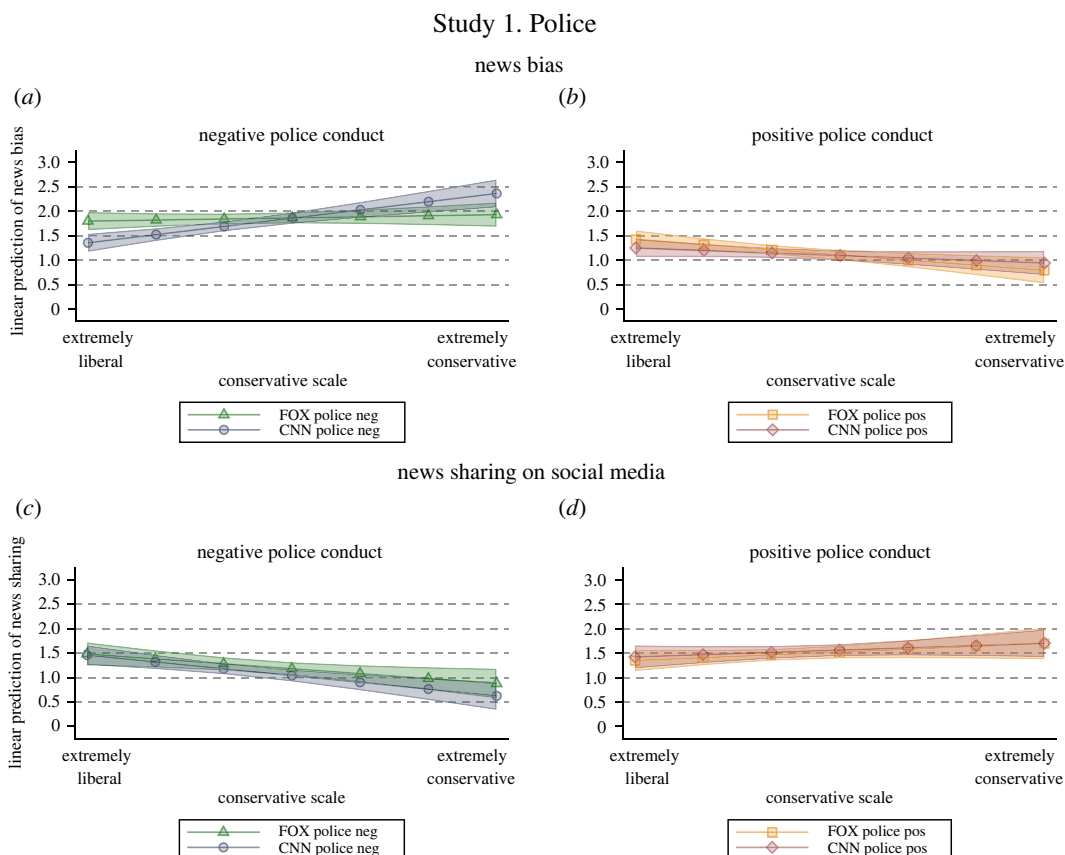 Study 1. Police
news bias
(a)
(b)
negative police conduct
positive police conduct
linear prediction of news bias
3.0
2.5
2.0
1.5
1.0
0.5
0
extremely
liberal
extremely
conservative
conservative scale
FOX police neg
CNN police neg
3.0
2.5
2.0
1.5
1.0
0.5
0
extremely
liberal
extremely
conservative
conservative scale
FOX police pos
CNN police pos
news sharing on social media
(c)
(d)
negative police conduct
positive police conduct
linear prediction of news sharing
3.0
2.5
2.0
1.5
1.0
0.5
0
extremely
liberal
extremely
conservative
conservative scale
FOX police neg
CNN police neg
3.0
2.5
2.0
1.5
1.0
0.5
0
extremely
liberal
extremely
conservative
conservative scale
FOX police pos
CNN police pos